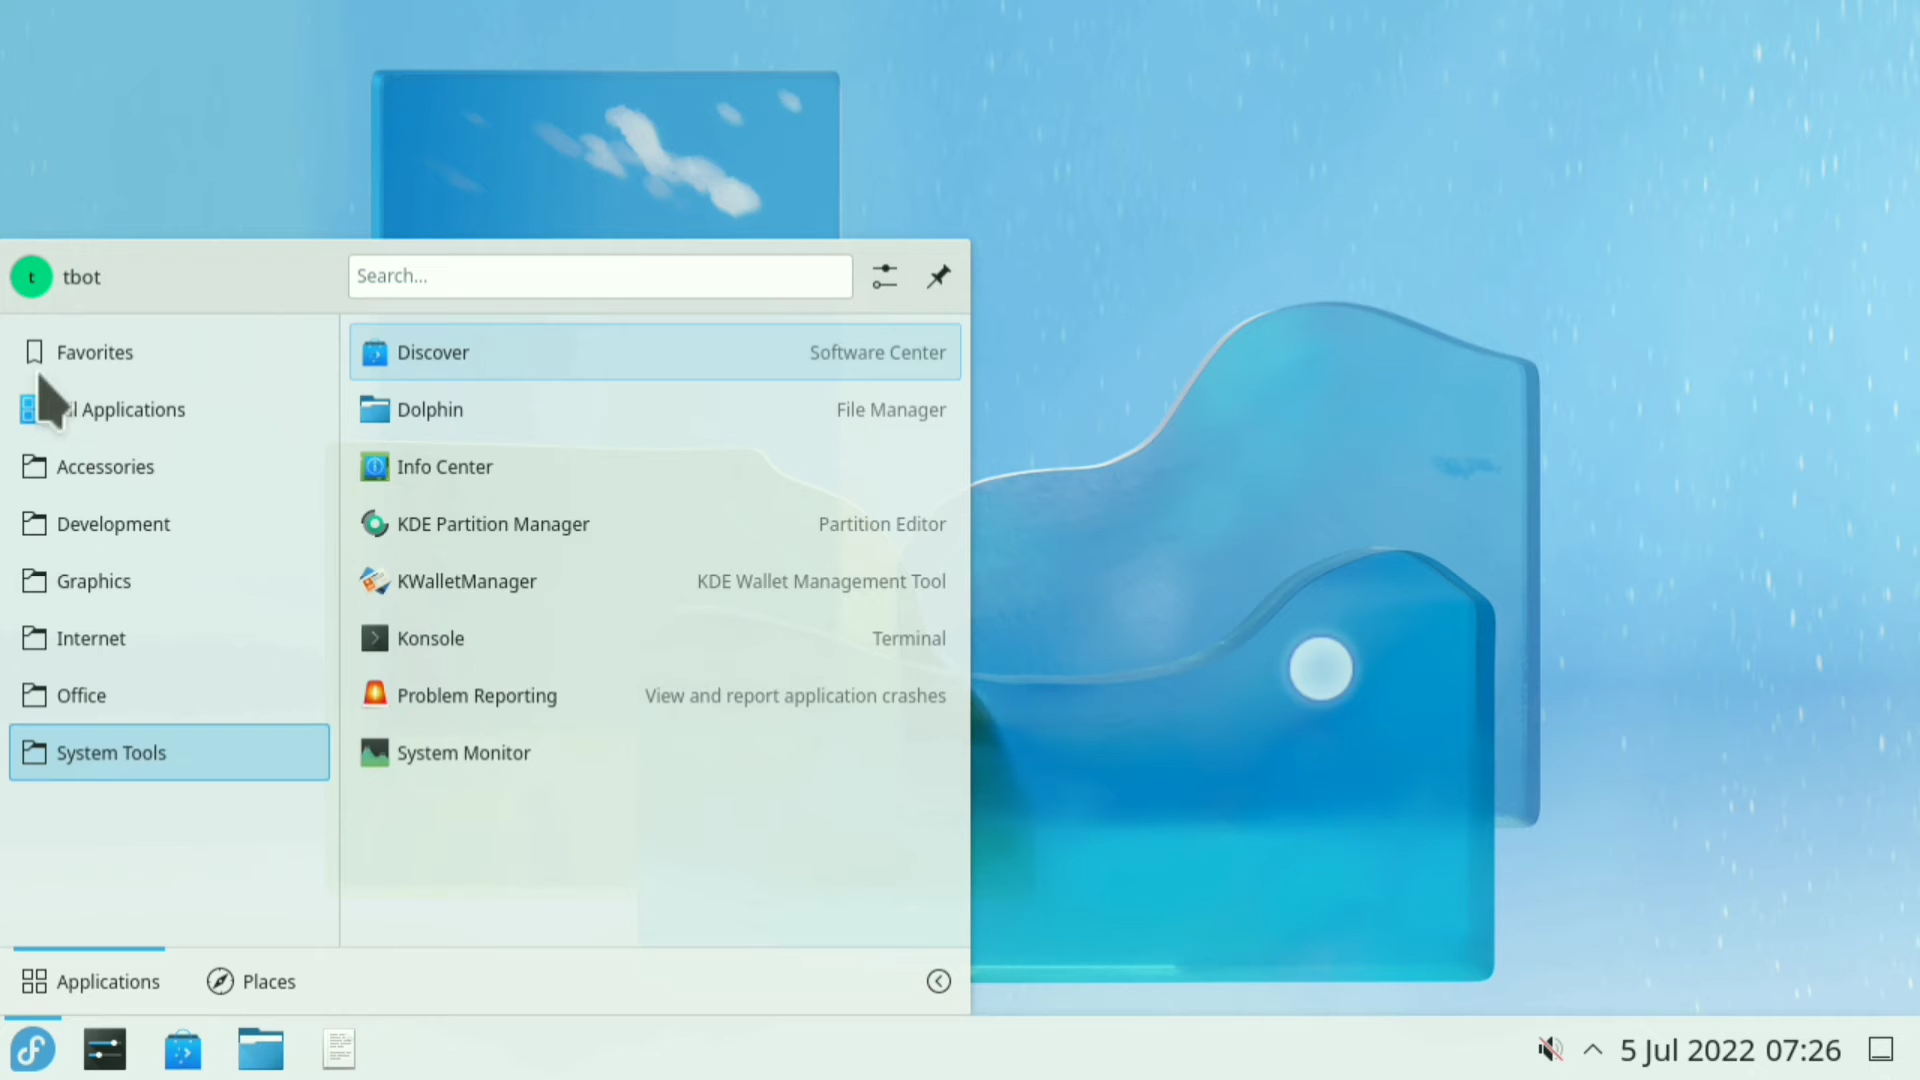 t tbot
Search...
Favorites
Applications
Accessories
Development
Graphics
Internet
Office
System Tools
Discover Software Center
Dolphin File Manager
Info Center
KDE Partition Manager Partition Editor
KWalletManager KDE Wallet Management Tool
Konsole Terminal
Problem Reporting View and report application crashes
System Monitor
Applications Places
5 Jul 2022 07:26